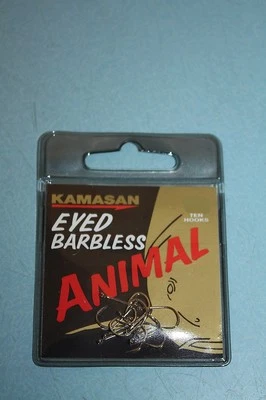 KAMASAN
EYED
BARBLESS
TEN
HOOKS
ANIMAL